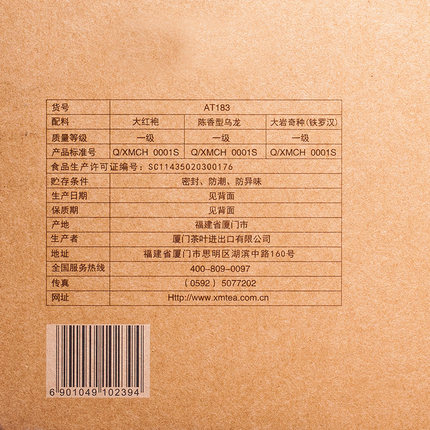 货号 AT183
配料 大红袍 陈香型乌龙 大岩奇种(铁罗汉)
质量等级 一级 一级 一级
产品标准号 Q/XMCH 0001S Q/XMCH 0001S Q/XMCH 0001S
食品生产许可证编号: SC11435020300176
贮存条件 密封、防潮、防异味
生产日期 见背面
保质期 见背面
产地 福建省厦门市
生产者 厦门茶叶进出口有限公司
地址 福建省厦门市思明区湖滨中路160号
全国服务热线 400-809-0097
传真 (0592) 5077202
网址 Http://www.xmtea.com.cn
6 901049 102394